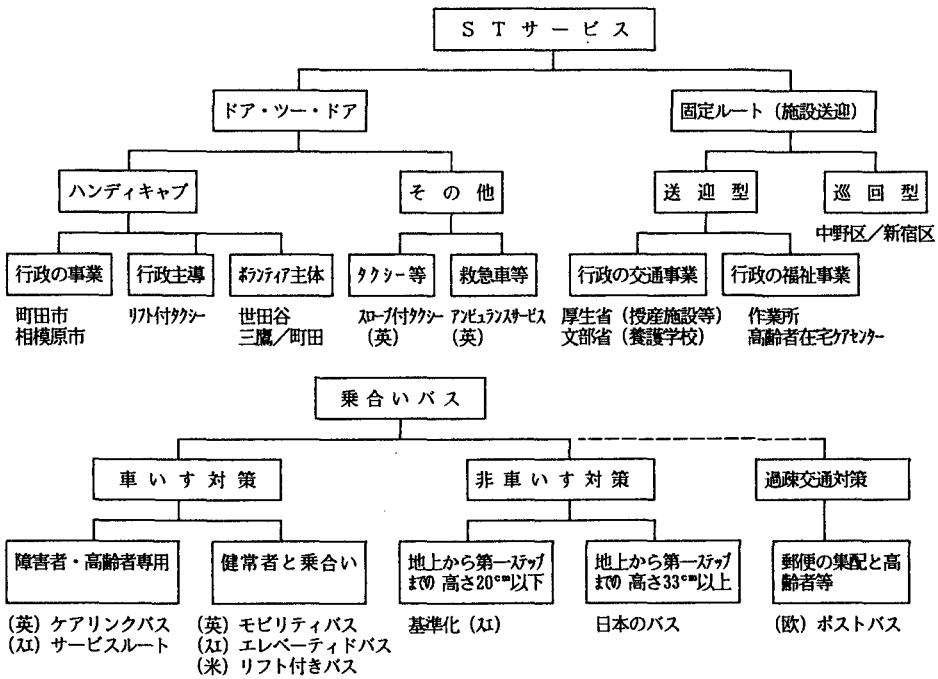 STサービス
ドア・ツー・ドア
固定ルート（施設送迎）
ハンディキャブ
その他
送迎型
巡回型
中野区／新宿区
行政の事業
行政主導
ボランティア主体
タクシー等
救急車等
行政の交通事業
行政の福祉事業
町田市
相模原市
リフト付タクシー
世田谷
三鷹／町田
スロープ付タクシー
（英）
アンビュランスサービス
（英）
厚生省（授産施設等）
文部省（養護学校）
作業所
高齢者在宅ケアセンター
乗合いバス
車いす対策
非車いす対策
過疎交通対策
障害者・高齢者専用
健常者と乗合い
地上から第一ステップ
までの 高さ20cm以下
地上から第一ステップ
までの 高さ33cm以上
郵便の集配と高
齢者等
（英）ケアリンクバス
（スエ）サービスルート
（英）モビリティバス
（スエ）エレベーティドバス
（米）リフト付きバス
基準化（スエ）
日本のバス
（欧）ポストバス